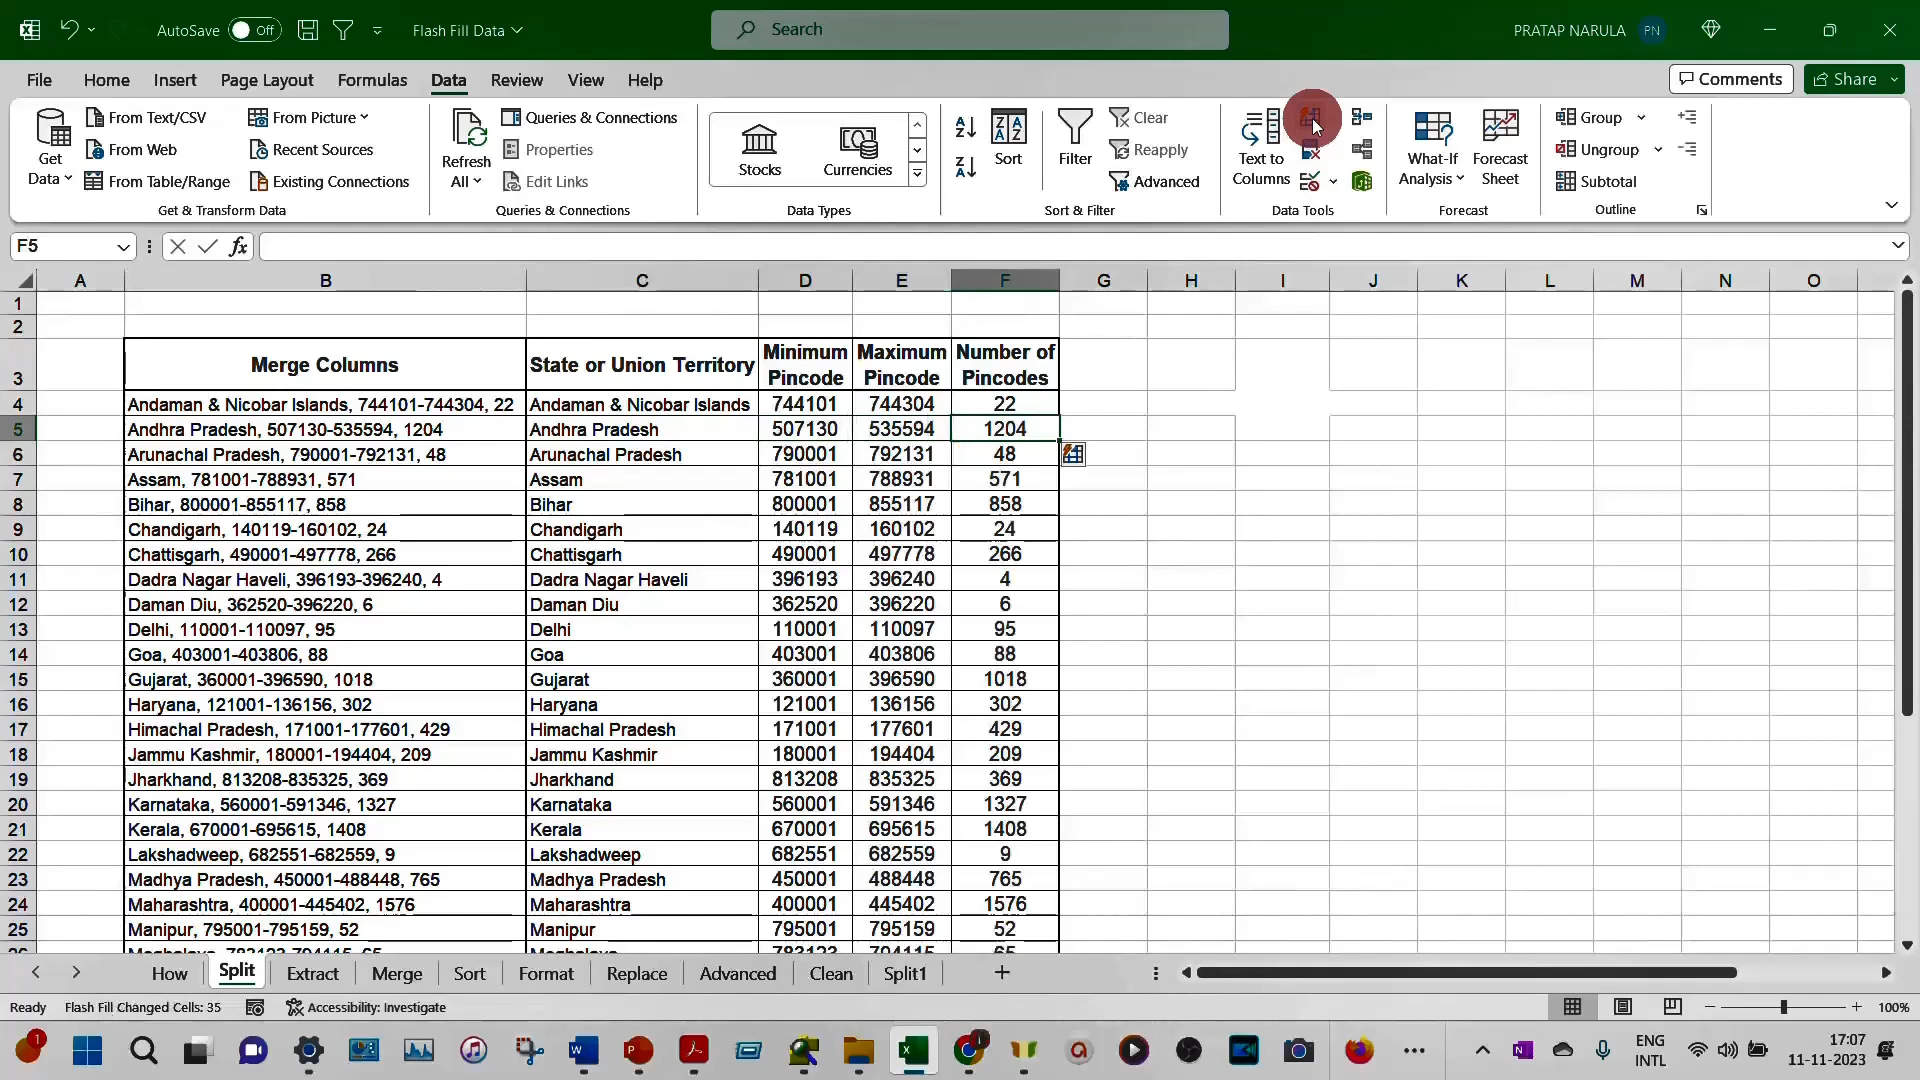 AutoSave Off Flash Fill Data Search PRATAP NARULA PN
File Home Insert Page Layout Formulas Data Review View Help Comments Share
Get Data
From Text/CSV
From Web
From Table/Range
From Picture
Recent Sources
Existing Connections
Get & Transform Data
Refresh All
Queries & Connections
Properties
Edit Links
Queries & Connections
Stocks
Currencies
Data Types
Sort
Filter
Clear
Reapply
Advanced
Sort & Filter
Text to
Columns
Data Tools
What-If
Analysis
Forecast
Sheet
Forecast
Group
Ungroup
Subtotal
Outline
F5 fx
A B C D E F G H I J K L M N O
1
2
3 Merge Columns State or Union Territory Minimum Pincode Maximum Pincode Number of Pincodes
4 Andaman & Nicobar Islands, 744101-744304, 22 Andaman & Nicobar Islands 744101 744304 22
5 Andhra Pradesh, 507130-535594, 1204 Andhra Pradesh 507130 535594 1204
6 Arunachal Pradesh, 790001-792131, 48 Arunachal Pradesh 790001 792131 48
7 Assam, 781001-788931, 571 Assam 781001 788931 571
8 Bihar, 800001-855117, 858 Bihar 800001 855117 858
9 Chandigarh, 140119-160102, 24 Chandigarh 140119 160102 24
10 Chattisgarh, 490001-497778, 266 Chattisgarh 490001 497778 266
11 Dadra Nagar Haveli, 396193-396240, 4 Dadra Nagar Haveli 396193 396240 4
12 Daman Diu, 362520-396220, 6 Daman Diu 362520 396220 6
13 Delhi, 110001-110097, 95 Delhi 110001 110097 95
14 Goa, 403001-403806, 88 Goa 403001 403806 88
15 Gujarat, 360001-396590, 1018 Gujarat 360001 396590 1018
16 Haryana, 121001-136156, 302 Haryana 121001 136156 302
17 Himachal Pradesh, 171001-177601, 429 Himachal Pradesh 171001 177601 429
18 Jammu Kashmir, 180001-194404, 209 Jammu Kashmir 180001 194404 209
19 Jharkhand, 813208-835325, 369 Jharkhand 813208 835325 369
20 Karnataka, 560001-591346, 1327 Karnataka 560001 591346 1327
21 Kerala, 670001-695615, 1408 Kerala 670001 695615 1408
22 Lakshadweep, 682551-682559, 9 Lakshadweep 682551 682559 9
23 Madhya Pradesh, 450001-488448, 765 Madhya Pradesh 450001 488448 765
24 Maharashtra, 400001-445402, 1576 Maharashtra 400001 445402 1576
25 Manipur, 795001-795159, 52 Manipur 795001 795159 52
How Split Extract Merge Sort Format Replace Advanced Clean Split1
Ready Flash Fill Changed Cells: 35 Accessibility: Investigate 100%
ENG
INTL
17:07
11-11-2023